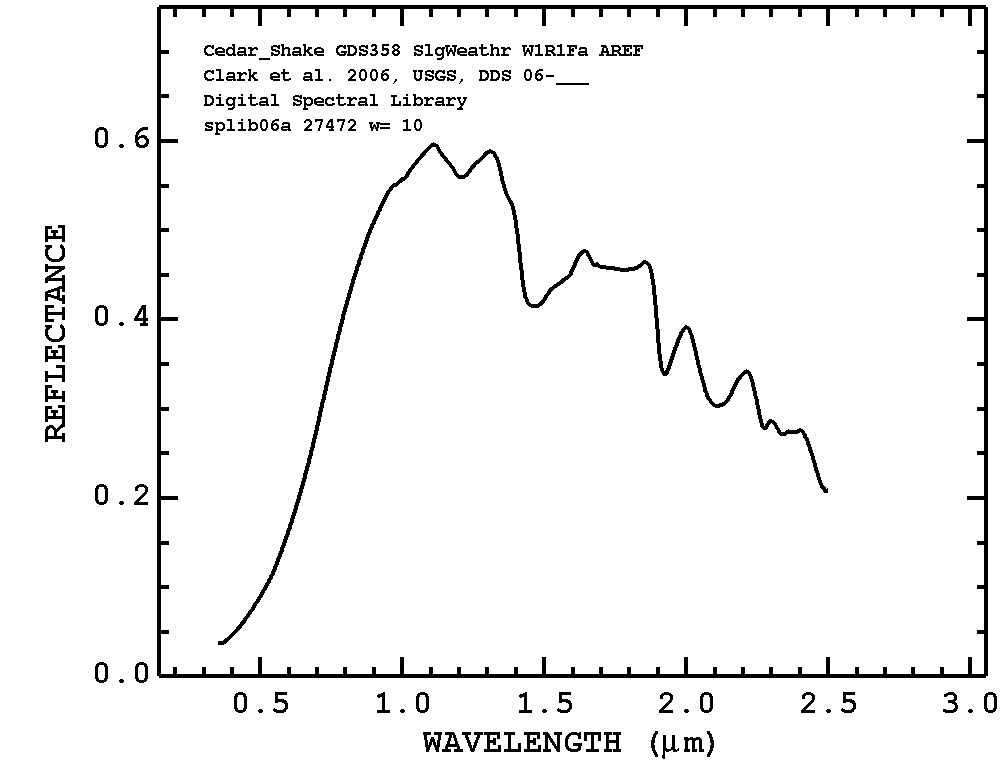 Cedar_Shake GDS358 SlgWeathr W1R1Fa AREF
Clark et al. 2006, USGS, DDS 06-___
Digital Spectral Library
splib06a 27472 w= 10
REFLECTANCE
0.6
0.4
0.2
0.0
0.5 1.0 1.5 2.0 2.5 3.0
WAVELENGTH (μm)